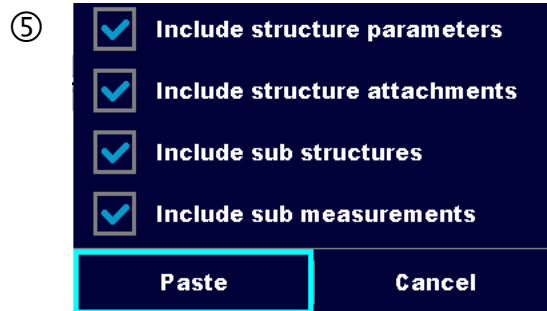 ⑤
Include structure parameters
Include structure attachments
Include sub structures
Include sub measurements
Paste Cancel